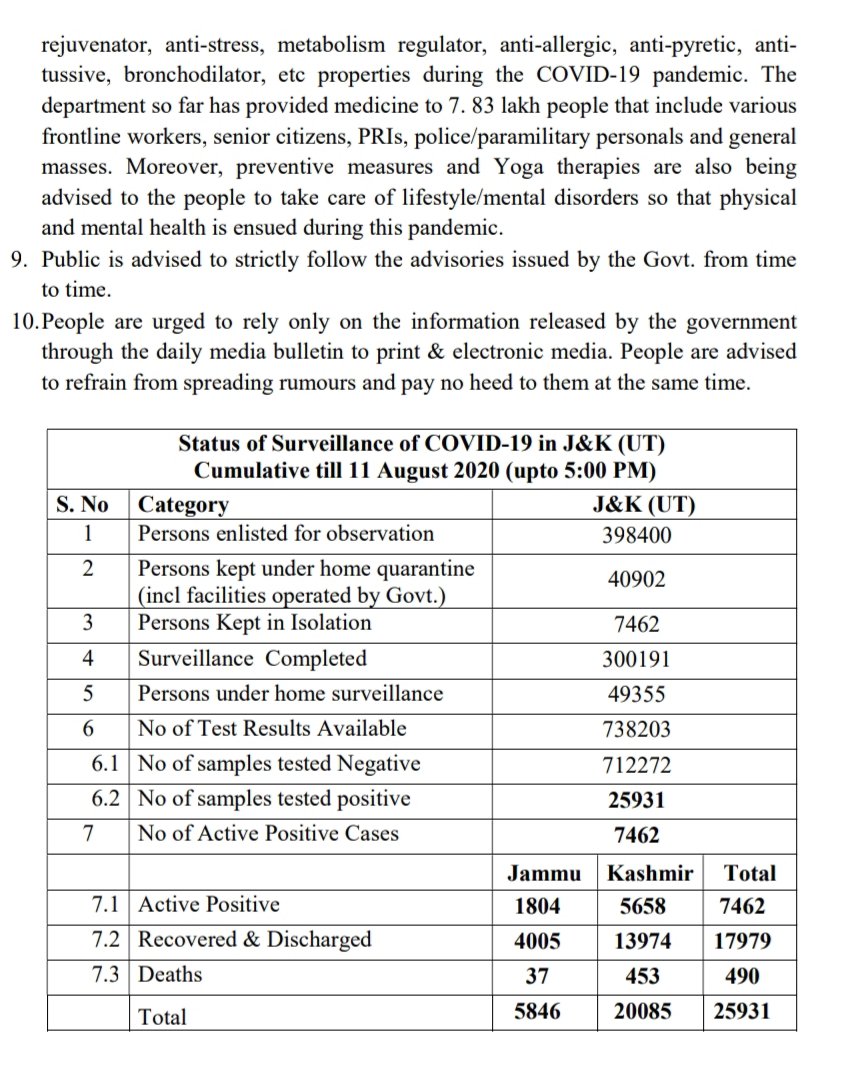 rejuvenator, anti-stress, metabolism regulator, anti-allergic, anti-pyretic, anti-
tussive, bronchodilator, etc properties during the COVID-19 pandemic. The
department so far has provided medicine to 7. 83 lakh people that include various
frontline workers, senior citizens, PRIs, police/paramilitary personals and general
masses. Moreover, preventive measures and Yoga therapies are also being
advised to the people to take care of lifestyle/mental disorders so that physical
and mental health is ensued during this pandemic.
9. Public is advised to strictly follow the advisories issued by the Govt. from time
to time.
10.People are urged to rely only on the information released by the government
through the daily media bulletin to print & electronic media. People are advised
to refrain from spreading rumours and pay no heed to them at the same time.
Status of Surveillance of COVID-19 in J&K (UT)
Cumulative till 11 August 2020 (upto 5:00 PM)
S. No Category J&K (UT)
1 Persons enlisted for observation 398400
2 Persons kept under home quarantine
(incl facilities operated by Govt.) 40902
3 Persons Kept in Isolation 7462
4 Surveillance Completed 300191
5 Persons under home surveillance 49355
6 No of Test Results Available 738203
6.1 No of samples tested Negative 712272
6.2 No of samples tested positive 25931
7 No of Active Positive Cases 7462
Jammu Kashmir Total
7.1 Active Positive 1804 5658 7462
7.2 Recovered & Discharged 4005 13974 17979
7.3 Deaths 37 453 490
Total 5846 20085 25931